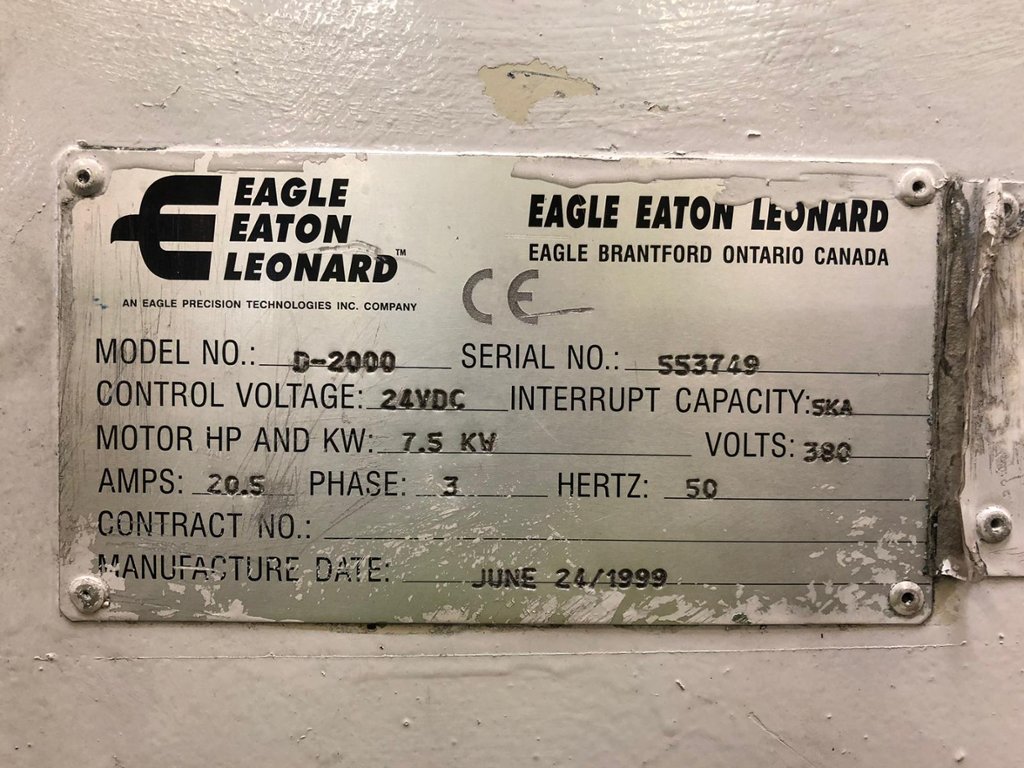 EAGLE
EATON
LEONARD™
AN EAGLE PRECISION TECHNOLOGIES INC. COMPANY
EAGLE EATON LEONARD
EAGLE BRANTFORD ONTARIO CANADA
CE
MODEL NO.: D-2000 SERIAL NO.: 553749
CONTROL VOLTAGE: 24VDC INTERRUPT CAPACITY: 5KA
MOTOR HP AND KW: 7.5 KW VOLTS: 380
AMPS: 20.5 PHASE: 3 HERTZ: 50
CONTRACT NO.:
MANUFACTURE DATE: JUNE 24/1999